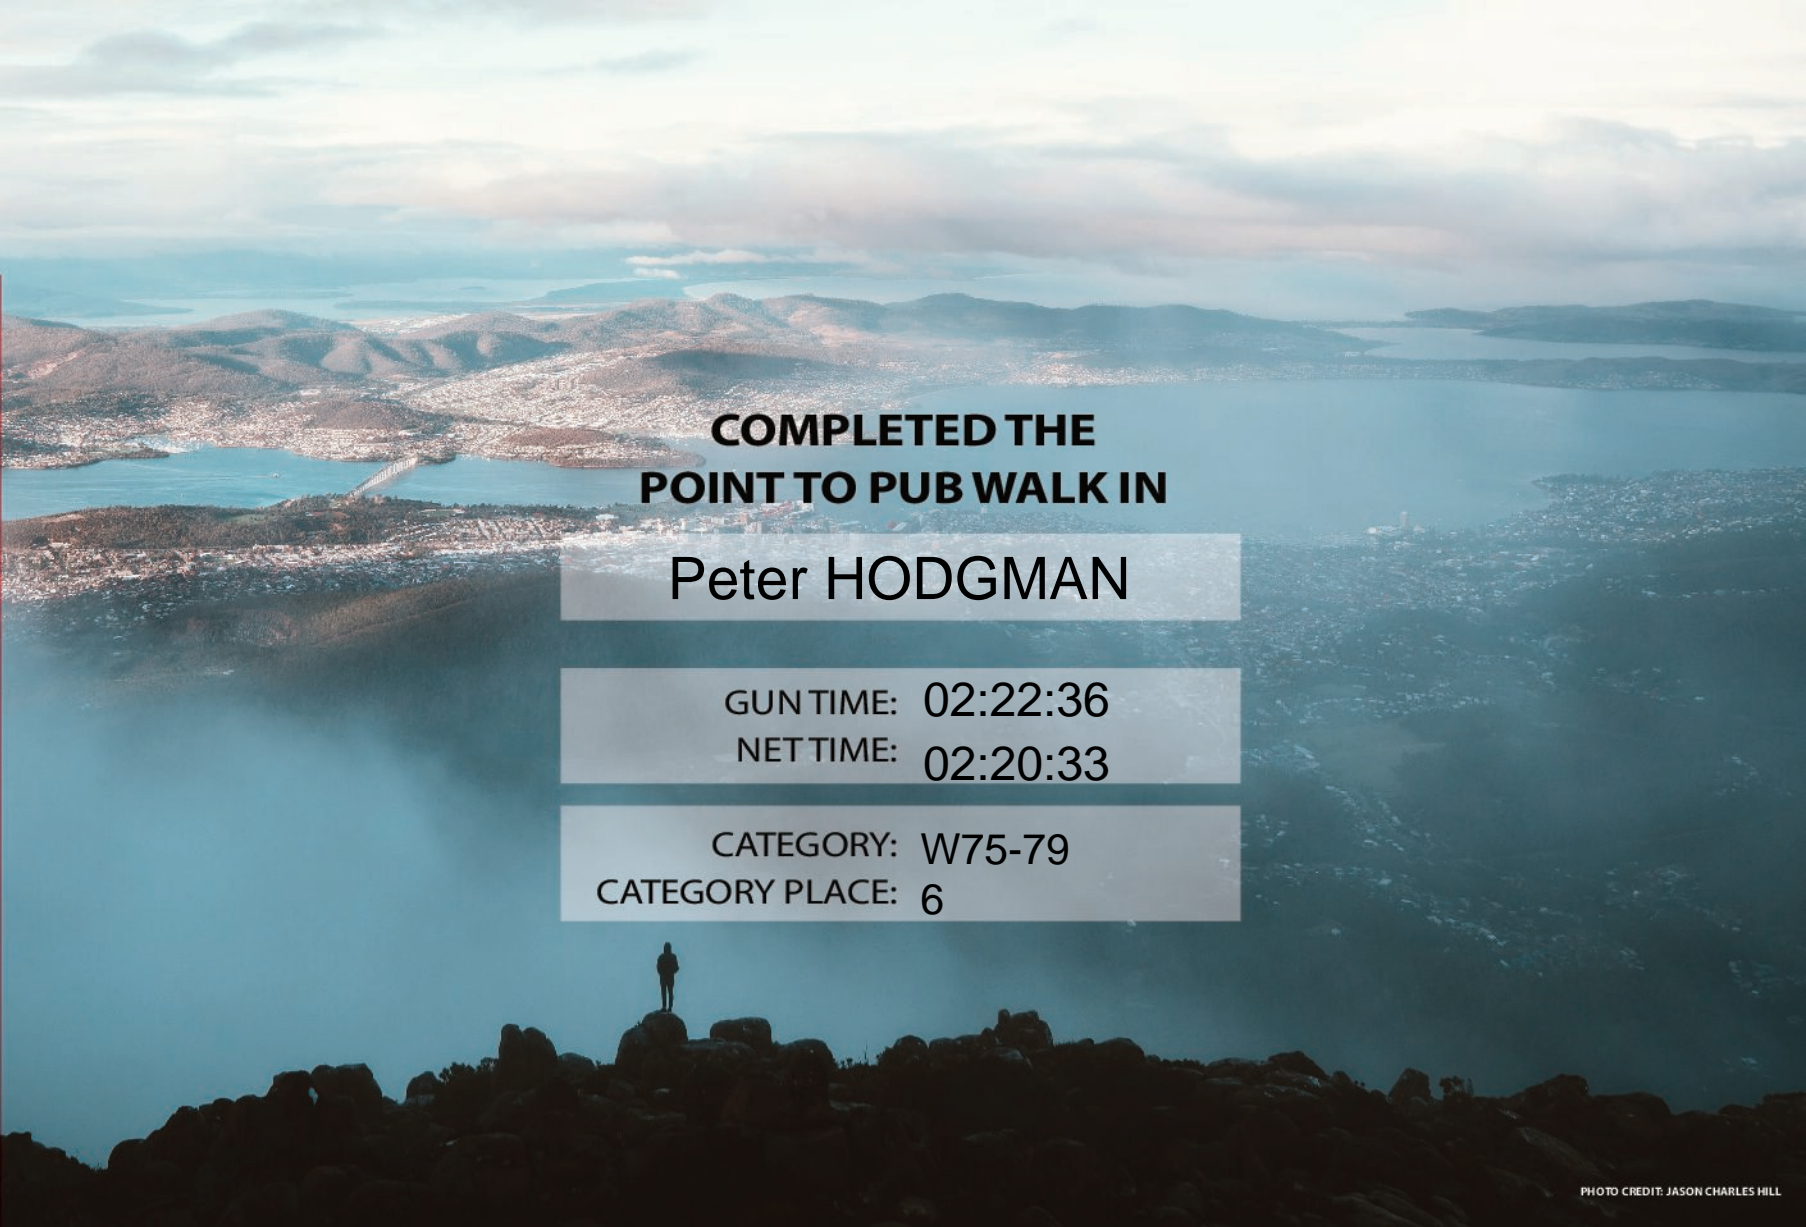 COMPLETED THE
POINT TO PUB WALK IN
Peter HODGMAN
GUN TIME: 02:22:36
NET TIME: 02:20:33
CATEGORY: W75-79
CATEGORY PLACE: 6
PHOTO CREDIT: JASON CHARLES HILL